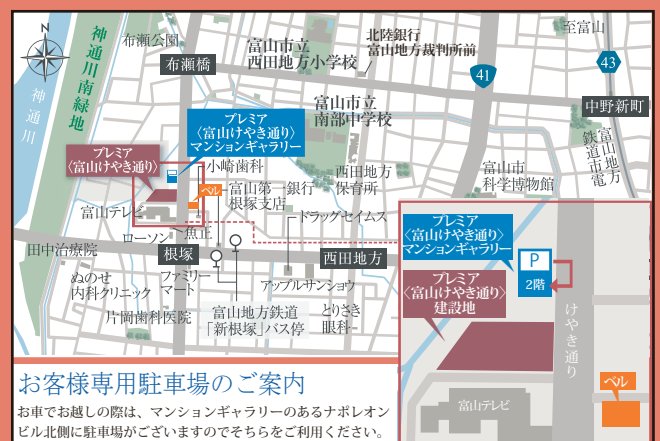 N
布瀬公園
神通川南緑地
神通川
布瀬橋
富山市立
西田地方小学校
北陸銀行
富山地方裁判所前
至富山
41
43
中野新町
富山地方
鉄道市電
富山市立
南部中学校
プレミア
〈富山けやき通り〉
マンションギャラリー
プレミア
〈富山けやき通り〉
小崎歯科
ベル
富山第一銀行
根塚支店
西田地方
保育所
富山市
科学博物館
富山テレビ
ドラッグセイムス
ローソン
魚正
田中治療院
根塚
西田地方
ぬのせ
内科クリニック
ファミリー
マート
アップルサンショウ
片岡歯科医院
富山地方鉄道
「新根塚」バス停
とりさき
眼科
プレミア
〈富山けやき通り〉
マンションギャラリー
P
2階
プレミア
〈富山けやき通り〉
建設地
けやき通り
ベル
富山テレビ
お客様専用駐車場のご案内
お車でお越しの際は、マンションギャラリーのあるナポレオン
ビル北側に駐車場がございますのでそちらをご利用ください。